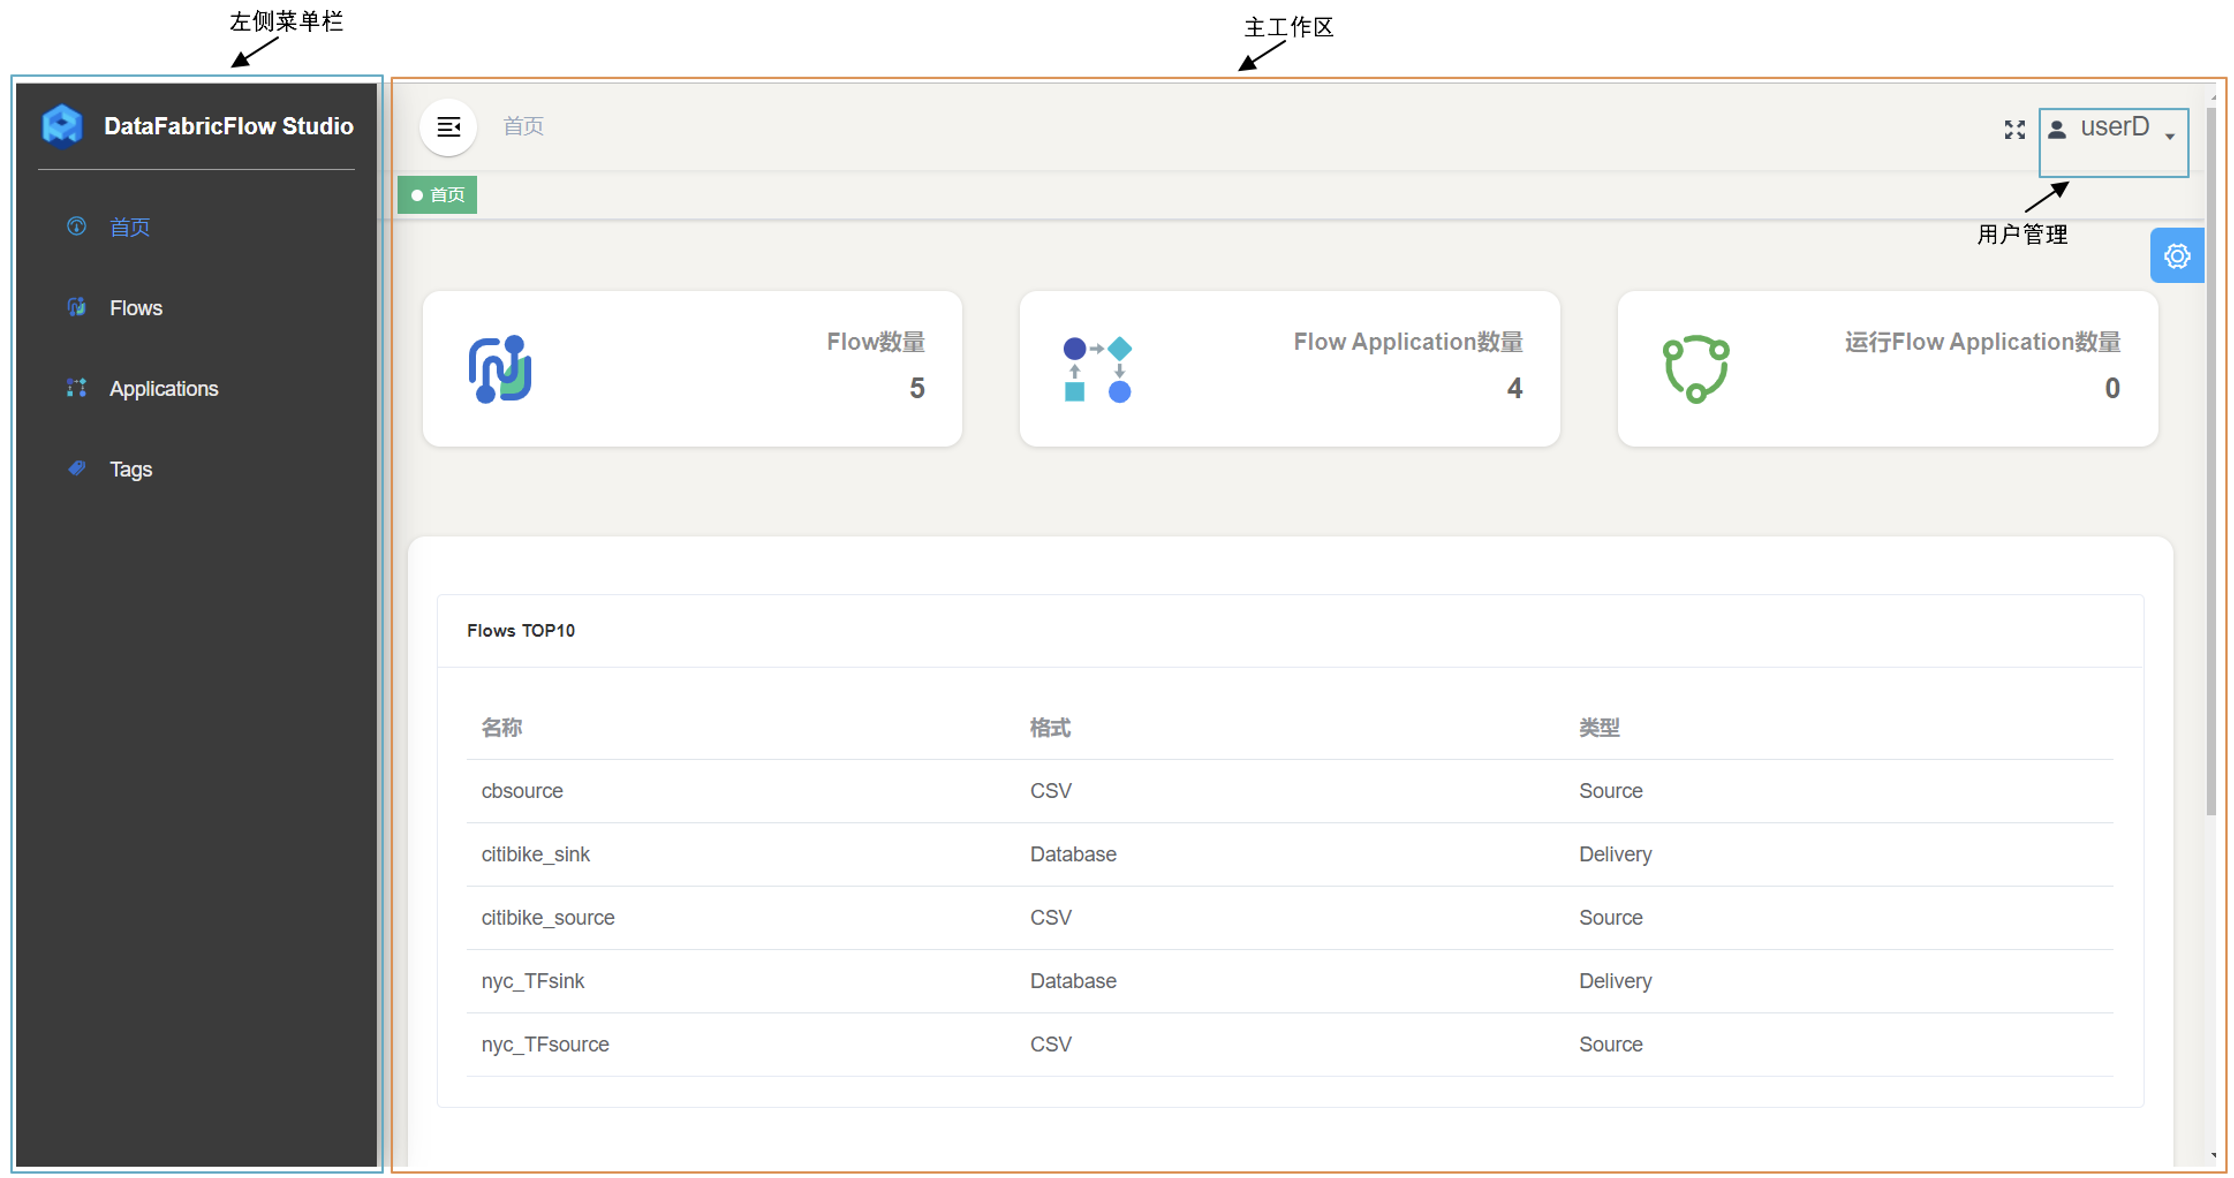 左侧菜单栏
主工作区
DataFabricFlow Studio
首页
userD
首页
用户管理
首页
Flows
Applications
Tags
Flow数量
5
Flow Application数量
4
运行Flow Application数量
0
Flows TOP10
名称 格式 类型
cbsource CSV Source
citibike_sink Database Delivery
citibike_source CSV Source
nyc_TFsink Database Delivery
nyc_TFsource CSV Source